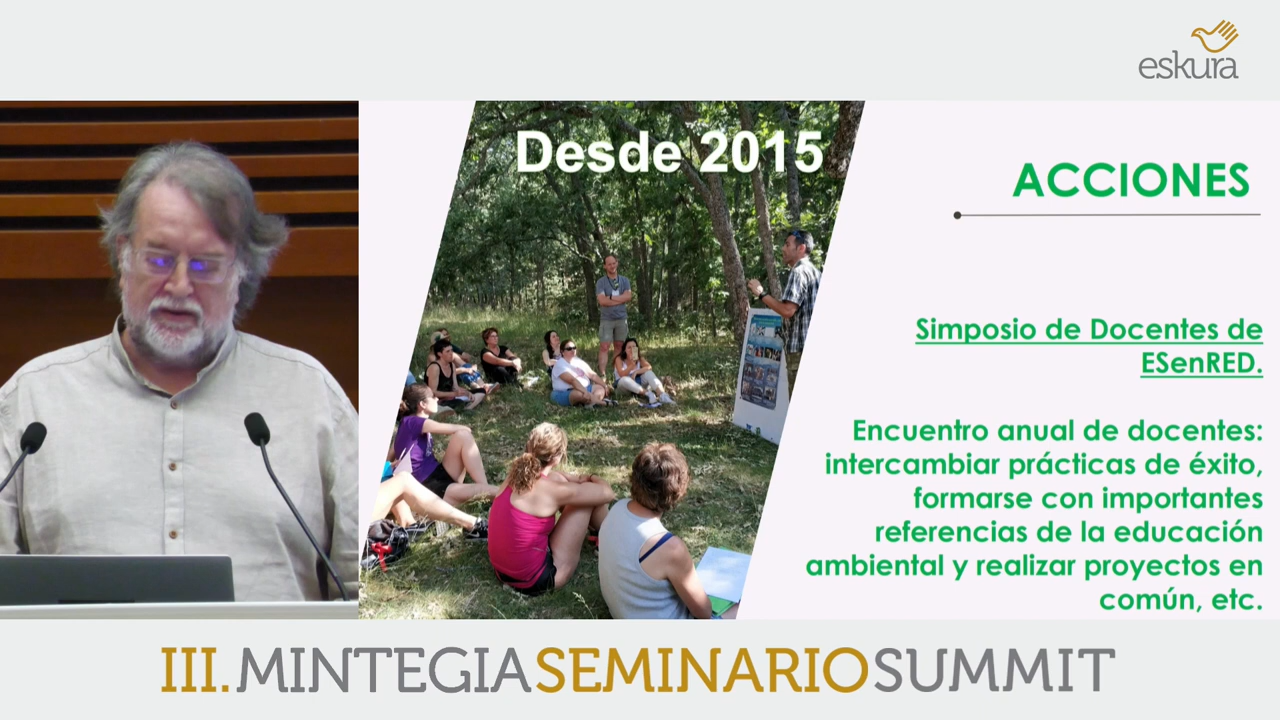 eskura
Desde 2015
ACCIONES
Simposio de Docentes de
ESenRED.
Encuentro anual de docentes:
intercambiar prácticas de éxito,
formarse con importantes
referencias de la educación
ambiental y realizar proyectos en
común, etc.
III.MINTEGIASEMINARIOSUMMIT